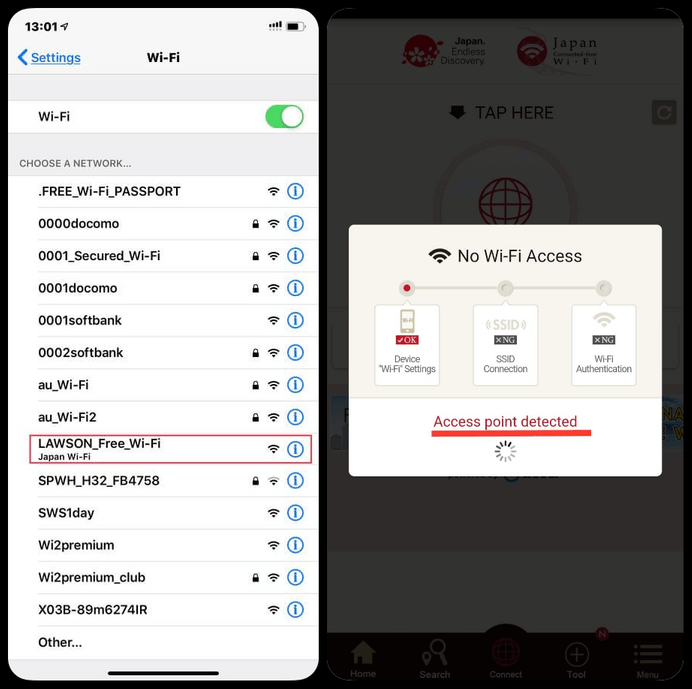 13:01
Settings
Wi-Fi
Wi-Fi
CHOOSE A NETWORK...
.FREE_Wi-Fi_PASSPORT
0000docomo
0001_Secured_Wi-Fi
0001docomo
0001softbank
0002softbank
au_Wi-Fi
au_Wi-Fi2
LAWSON_Free_Wi-Fi
Japan Wi-Fi
SPWH_H32_FB4758
SWS1day
Wi2premium
Wi2premium_club
X03B-89m6274IR
Other...
Japan.
Endless
Discovery.
Japan
Connected-free
Wi-Fi
TAP HERE
No Wi-Fi Access
Wi-Fi
OK
Device
"Wi-Fi" Settings
SSID
NG
SSID
Connection
NG
Wi-Fi
Authentication
Access point detected
N
Home
Search
Connect
Tool
Menu